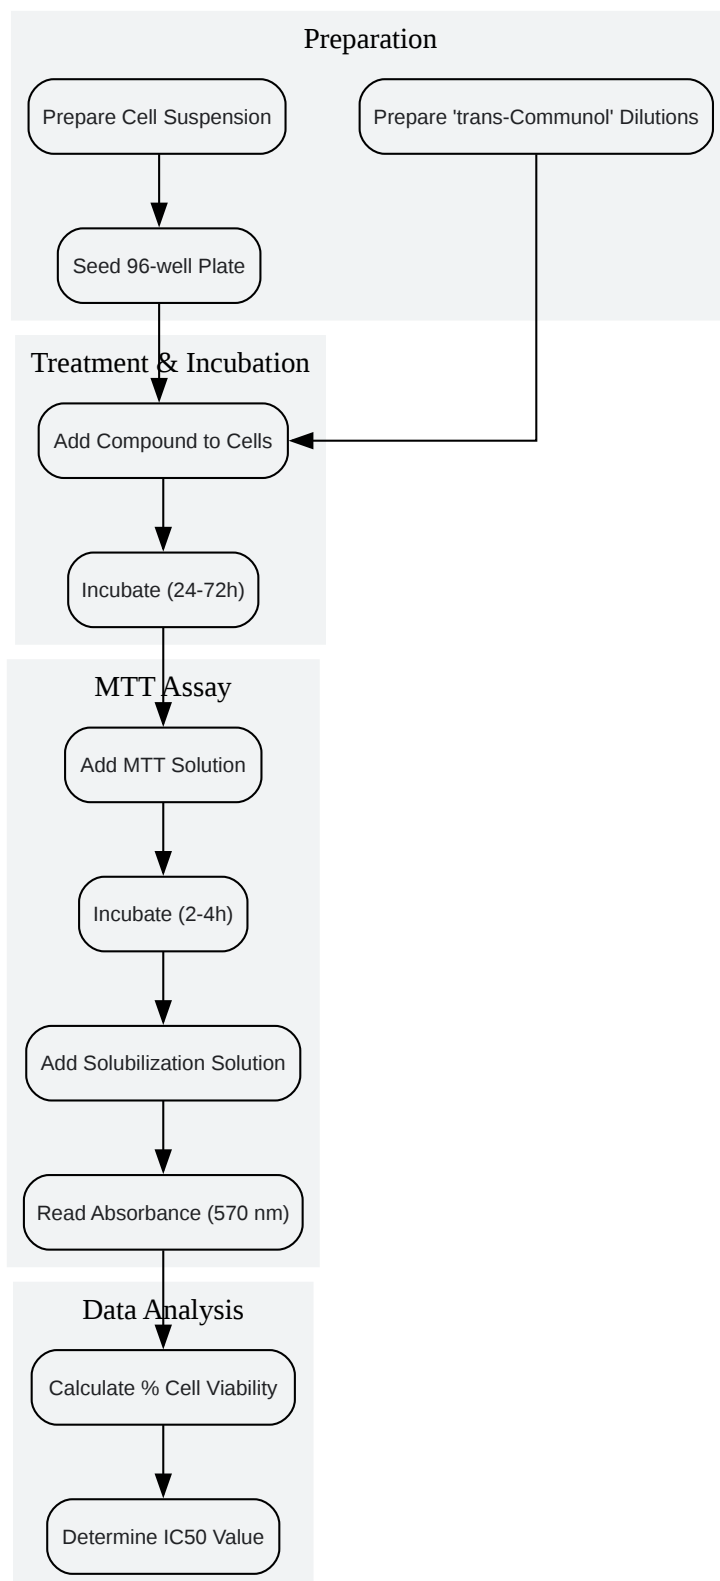 Preparation
Prepare Cell Suspension
Prepare 'trans-Communol' Dilutions
Seed 96-well Plate
Treatment & Incubation
Add Compound to Cells
Incubate (24-72h)
MTT Assay
Add MTT Solution
Incubate (2-4h)
Add Solubilization Solution
Read Absorbance (570 nm)
Data Analysis
Calculate % Cell Viability
Determine IC50 Value